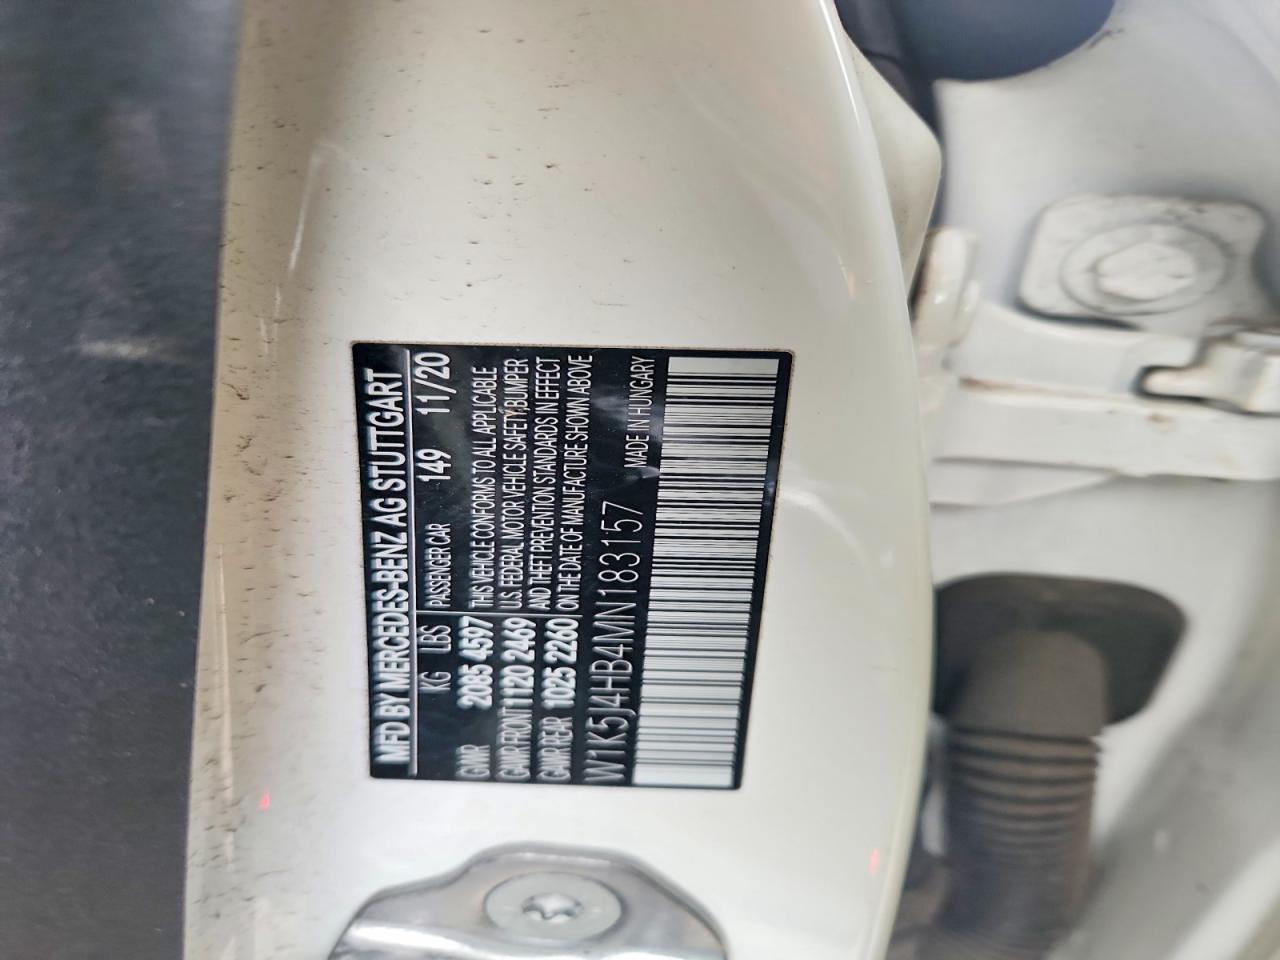 MFD BY MERCEDES-BENZ AG STUTTGART
KG LBS PASSENGER CAR 149 11/20
GVWR 2085 4597 THIS VEHICLE CONFORMS TO ALL APPLICABLE
GAWR FRONT 1120 2469 U.S. FEDERAL MOTOR VEHICLE SAFETY, BUMPER
GAWR REAR 1025 2260 AND THEFT PREVENTION STANDARDS IN EFFECT
ON THE DATE OF MANUFACTURE SHOWN ABOVE
W1K5J4HB4MN183157 MADE IN HUNGARY